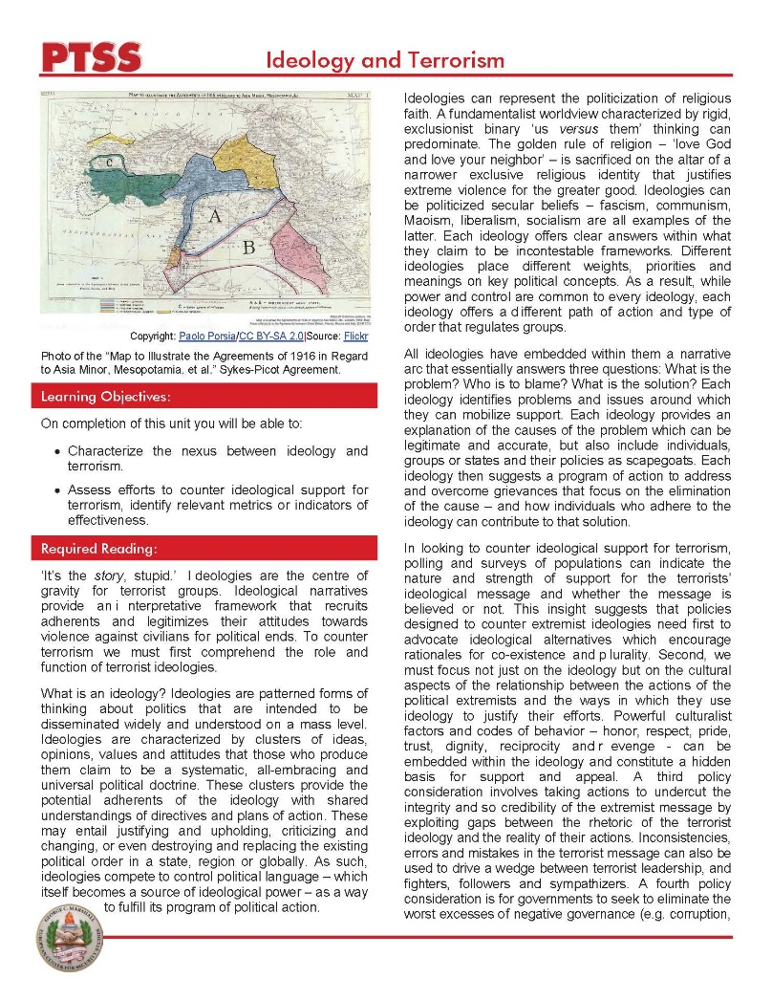 PTSS
Ideology and Terrorism
MAP TO ILLUSTRATE THE AGREEMENTS OF 1916 IN REGARD TO ASIA MINOR, MESOPOTAMIA, &c.
MAP 1
C
A
B
Copyright: Paolo Porsia/CC BY-SA 2.0|Source: Flickr
Photo of the “Map to Illustrate the Agreements of 1916 in Regard
to Asia Minor, Mesopotamia, et al.” Sykes-Picot Agreement.
Learning Objectives:
On completion of this unit you will be able to:
• Characterize the nexus between ideology and
terrorism.
• Assess efforts to counter ideological support for
terrorism, identify relevant metrics or indicators of
effectiveness.
Required Reading:
‘It’s the story, stupid.’ I deologies are the centre of
gravity for terrorist groups. Ideological narratives
provide an i nterpretative framework that recruits
adherents and legitimizes their attitudes towards
violence against civilians for political ends. To counter
terrorism we must first comprehend the role and
function of terrorist ideologies.
What is an ideology? Ideologies are patterned forms of
thinking about politics that are intended to be
disseminated widely and understood on a mass level.
Ideologies are characterized by clusters of ideas,
opinions, values and attitudes that those who produce
them claim to be a systematic, all-embracing and
universal political doctrine. These clusters provide the
potential adherents of the ideology with shared
understandings of directives and plans of action. These
may entail justifying and upholding, criticizing and
changing, or even destroying and replacing the existing
political order in a state, region or globally. As such,
ideologies compete to control political language – which
itself becomes a source of ideological power – as a way
to fulfill its program of political action.
Ideologies can represent the politicization of religious
faith. A fundamentalist worldview characterized by rigid,
exclusionist binary ‘us versus them’ thinking can
predominate. The golden rule of religion – ‘love God
and love your neighbor’ – is sacrificed on the altar of a
narrower exclusive religious identity that justifies
extreme violence for the greater good. Ideologies can
be politicized secular beliefs – fascism, communism,
Maoism, liberalism, socialism are all examples of the
latter. Each ideology offers clear answers within what
they claim to be incontestable frameworks. Different
ideologies place different weights, priorities and
meanings on key political concepts. As a result, while
power and control are common to every ideology, each
ideology offers a d ifferent path of action and type of
order that regulates groups.
All ideologies have embedded within them a narrative
arc that essentially answers three questions: What is the
problem? Who is to blame? What is the solution? Each
ideology identifies problems and issues around which
they can mobilize support. Each ideology provides an
explanation of the causes of the problem which can be
legitimate and accurate, but also include individuals,
groups or states and their policies as scapegoats. Each
ideology then suggests a program of action to address
and overcome grievances that focus on the elimination
of the cause – and how individuals who adhere to the
ideology can contribute to that solution.
In looking to counter ideological support for terrorism,
polling and surveys of populations can indicate the
nature and strength of support for the terrorists’
ideological message and whether the message is
believed or not. This insight suggests that policies
designed to counter extremist ideologies need first to
advocate ideological alternatives which encourage
rationales for co-existence and p lurality. Second, we
must focus not just on the ideology but on the cultural
aspects of the relationship between the actions of the
political extremists and the ways in which they use
ideology to justify their efforts. Powerful culturalist
factors and codes of behavior – honor, respect, pride,
trust, dignity, reciprocity and r evenge - can be
embedded within the ideology and constitute a hidden
basis for support and appeal. A third policy
consideration involves taking actions to undercut the
integrity and so credibility of the extremist message by
exploiting gaps between the rhetoric of the terrorist
ideology and the reality of their actions. Inconsistencies,
errors and mistakes in the terrorist message can also be
used to drive a wedge between terrorist leadership, and
fighters, followers and sympathizers. A fourth policy
consideration is for governments to seek to eliminate the
worst excesses of negative governance (e.g. corruption,
GEORGE C. MARSHALL
EUROPEAN CENTER FOR SECURITY STUDIES